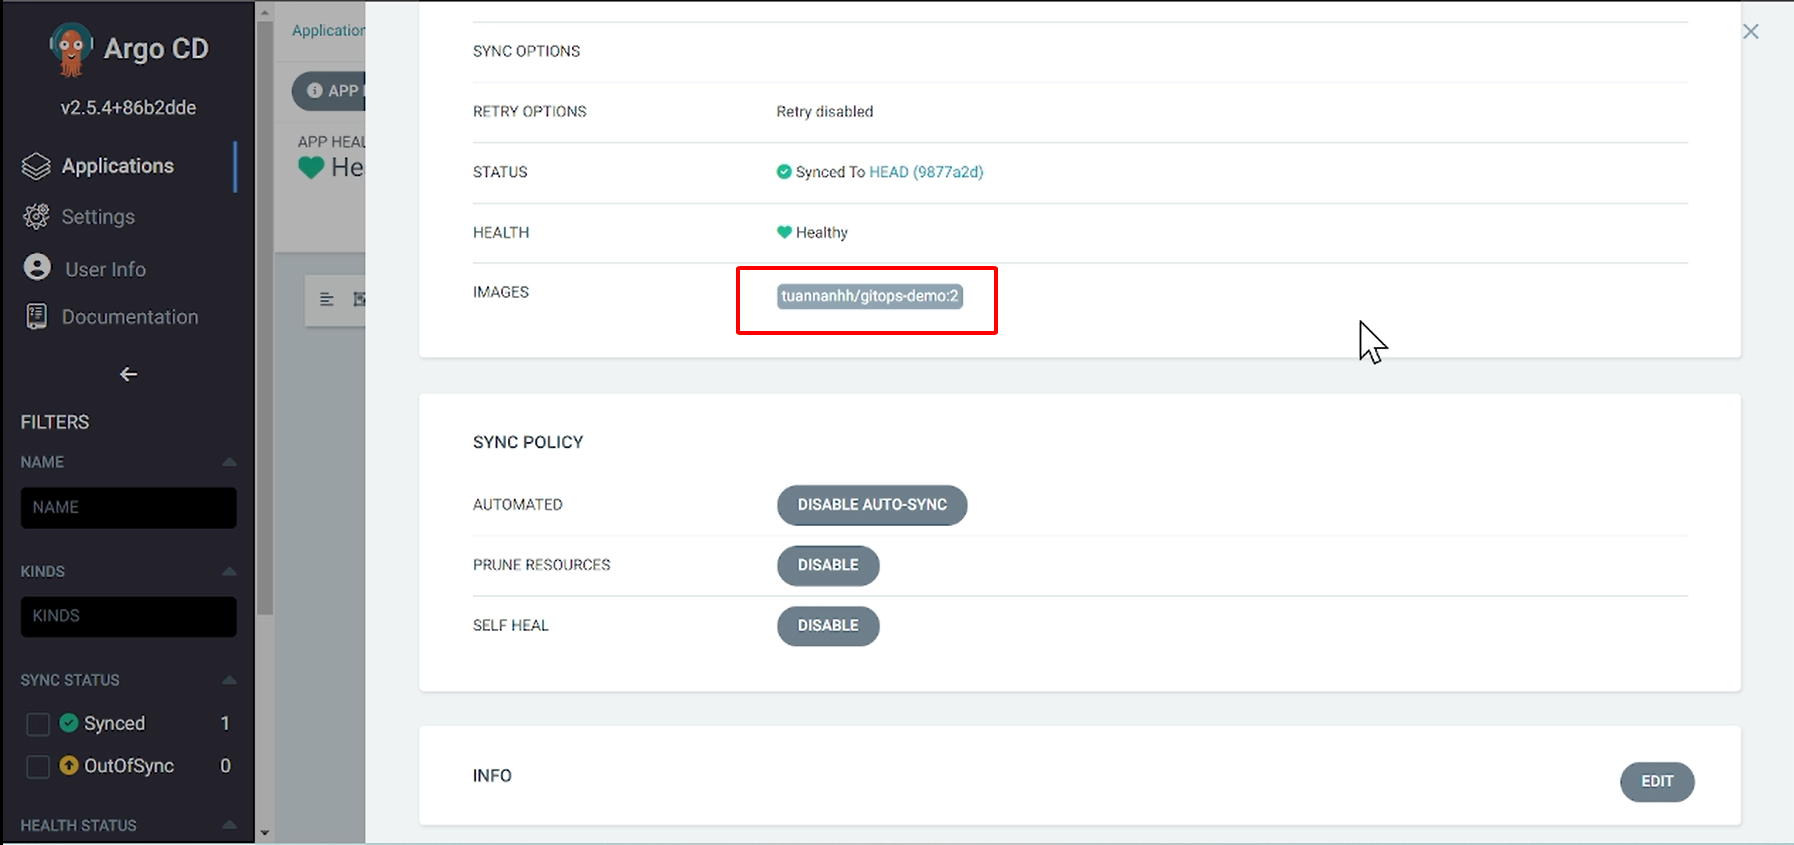 Argo CD
v2.5.4+86b2dde
Applications
Settings
User Info
Documentation
FILTERS
NAME
NAME
KINDS
KINDS
SYNC STATUS
Synced 1
OutOfSync 0
HEALTH STATUS
Application
APP
APP HEAL
He
SYNC OPTIONS
RETRY OPTIONS Retry disabled
STATUS Synced To HEAD (9877a2d)
HEALTH Healthy
IMAGES tuannanhh/gitops-demo:2
SYNC POLICY
AUTOMATED DISABLE AUTO-SYNC
PRUNE RESOURCES DISABLE
SELF HEAL DISABLE
INFO EDIT